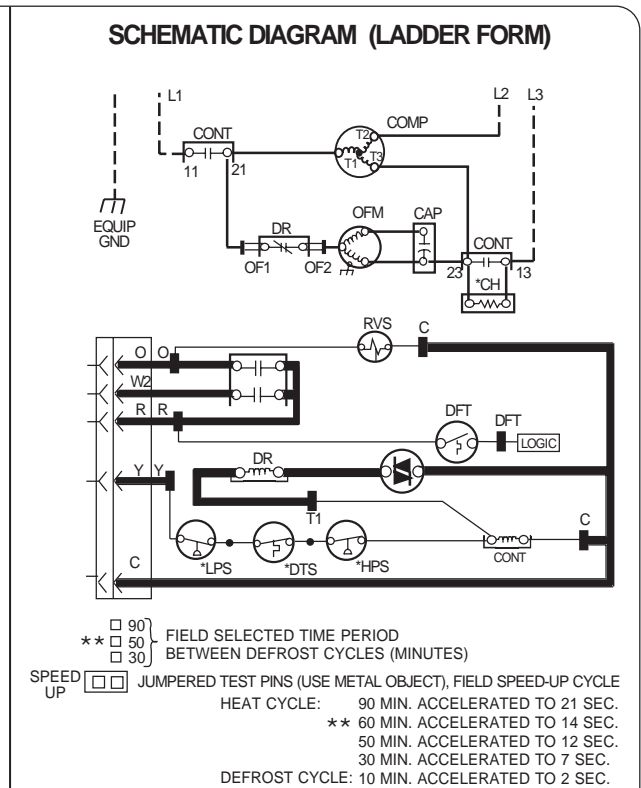 SCHEMATIC DIAGRAM (LADDER FORM)
L1 L2 L3
CONT COMP
T2
T1 T3
11 21
EQUIP
GND
DR OFM CAP
CONT
OF1 OF2 23 13
*CH
RVS C
O O
W2
R R
DFT DFT
LOGIC
DR
Y Y
T1 C
*LPS *DTS *HPS CONT
C
90
** 50 FIELD SELECTED TIME PERIOD
30 BETWEEN DEFROST CYCLES (MINUTES)
SPEED UP JUMPERED TEST PINS (USE METAL OBJECT), FIELD SPEED-UP CYCLE
HEAT CYCLE: 90 MIN. ACCELERATED TO 21 SEC.
** 60 MIN. ACCELERATED TO 14 SEC.
50 MIN. ACCELERATED TO 12 SEC.
30 MIN. ACCELERATED TO 7 SEC.
DEFROST CYCLE: 10 MIN. ACCELERATED TO 2 SEC.